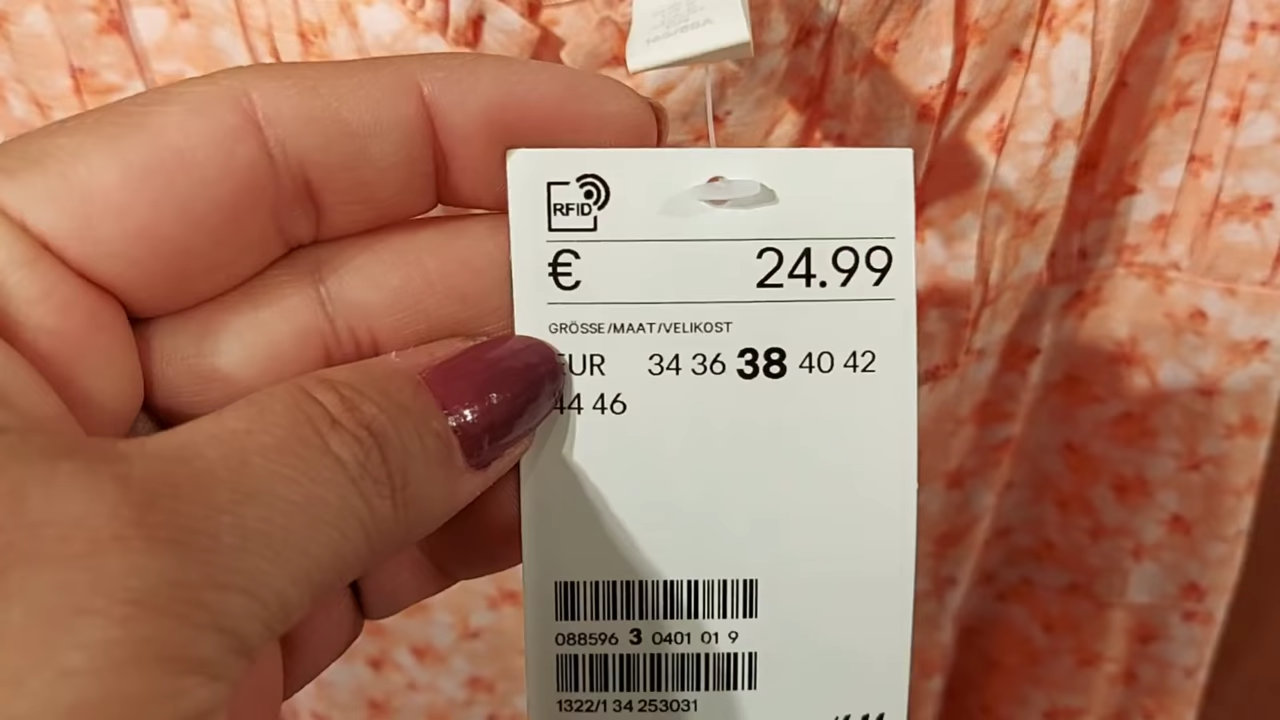 RFID
€ 24.99
GRÖSSE/MAAT/VELIKOST
EUR 34 36 38 40 42
44 46
088596 3 0401 01 9
1322/1 34 253031